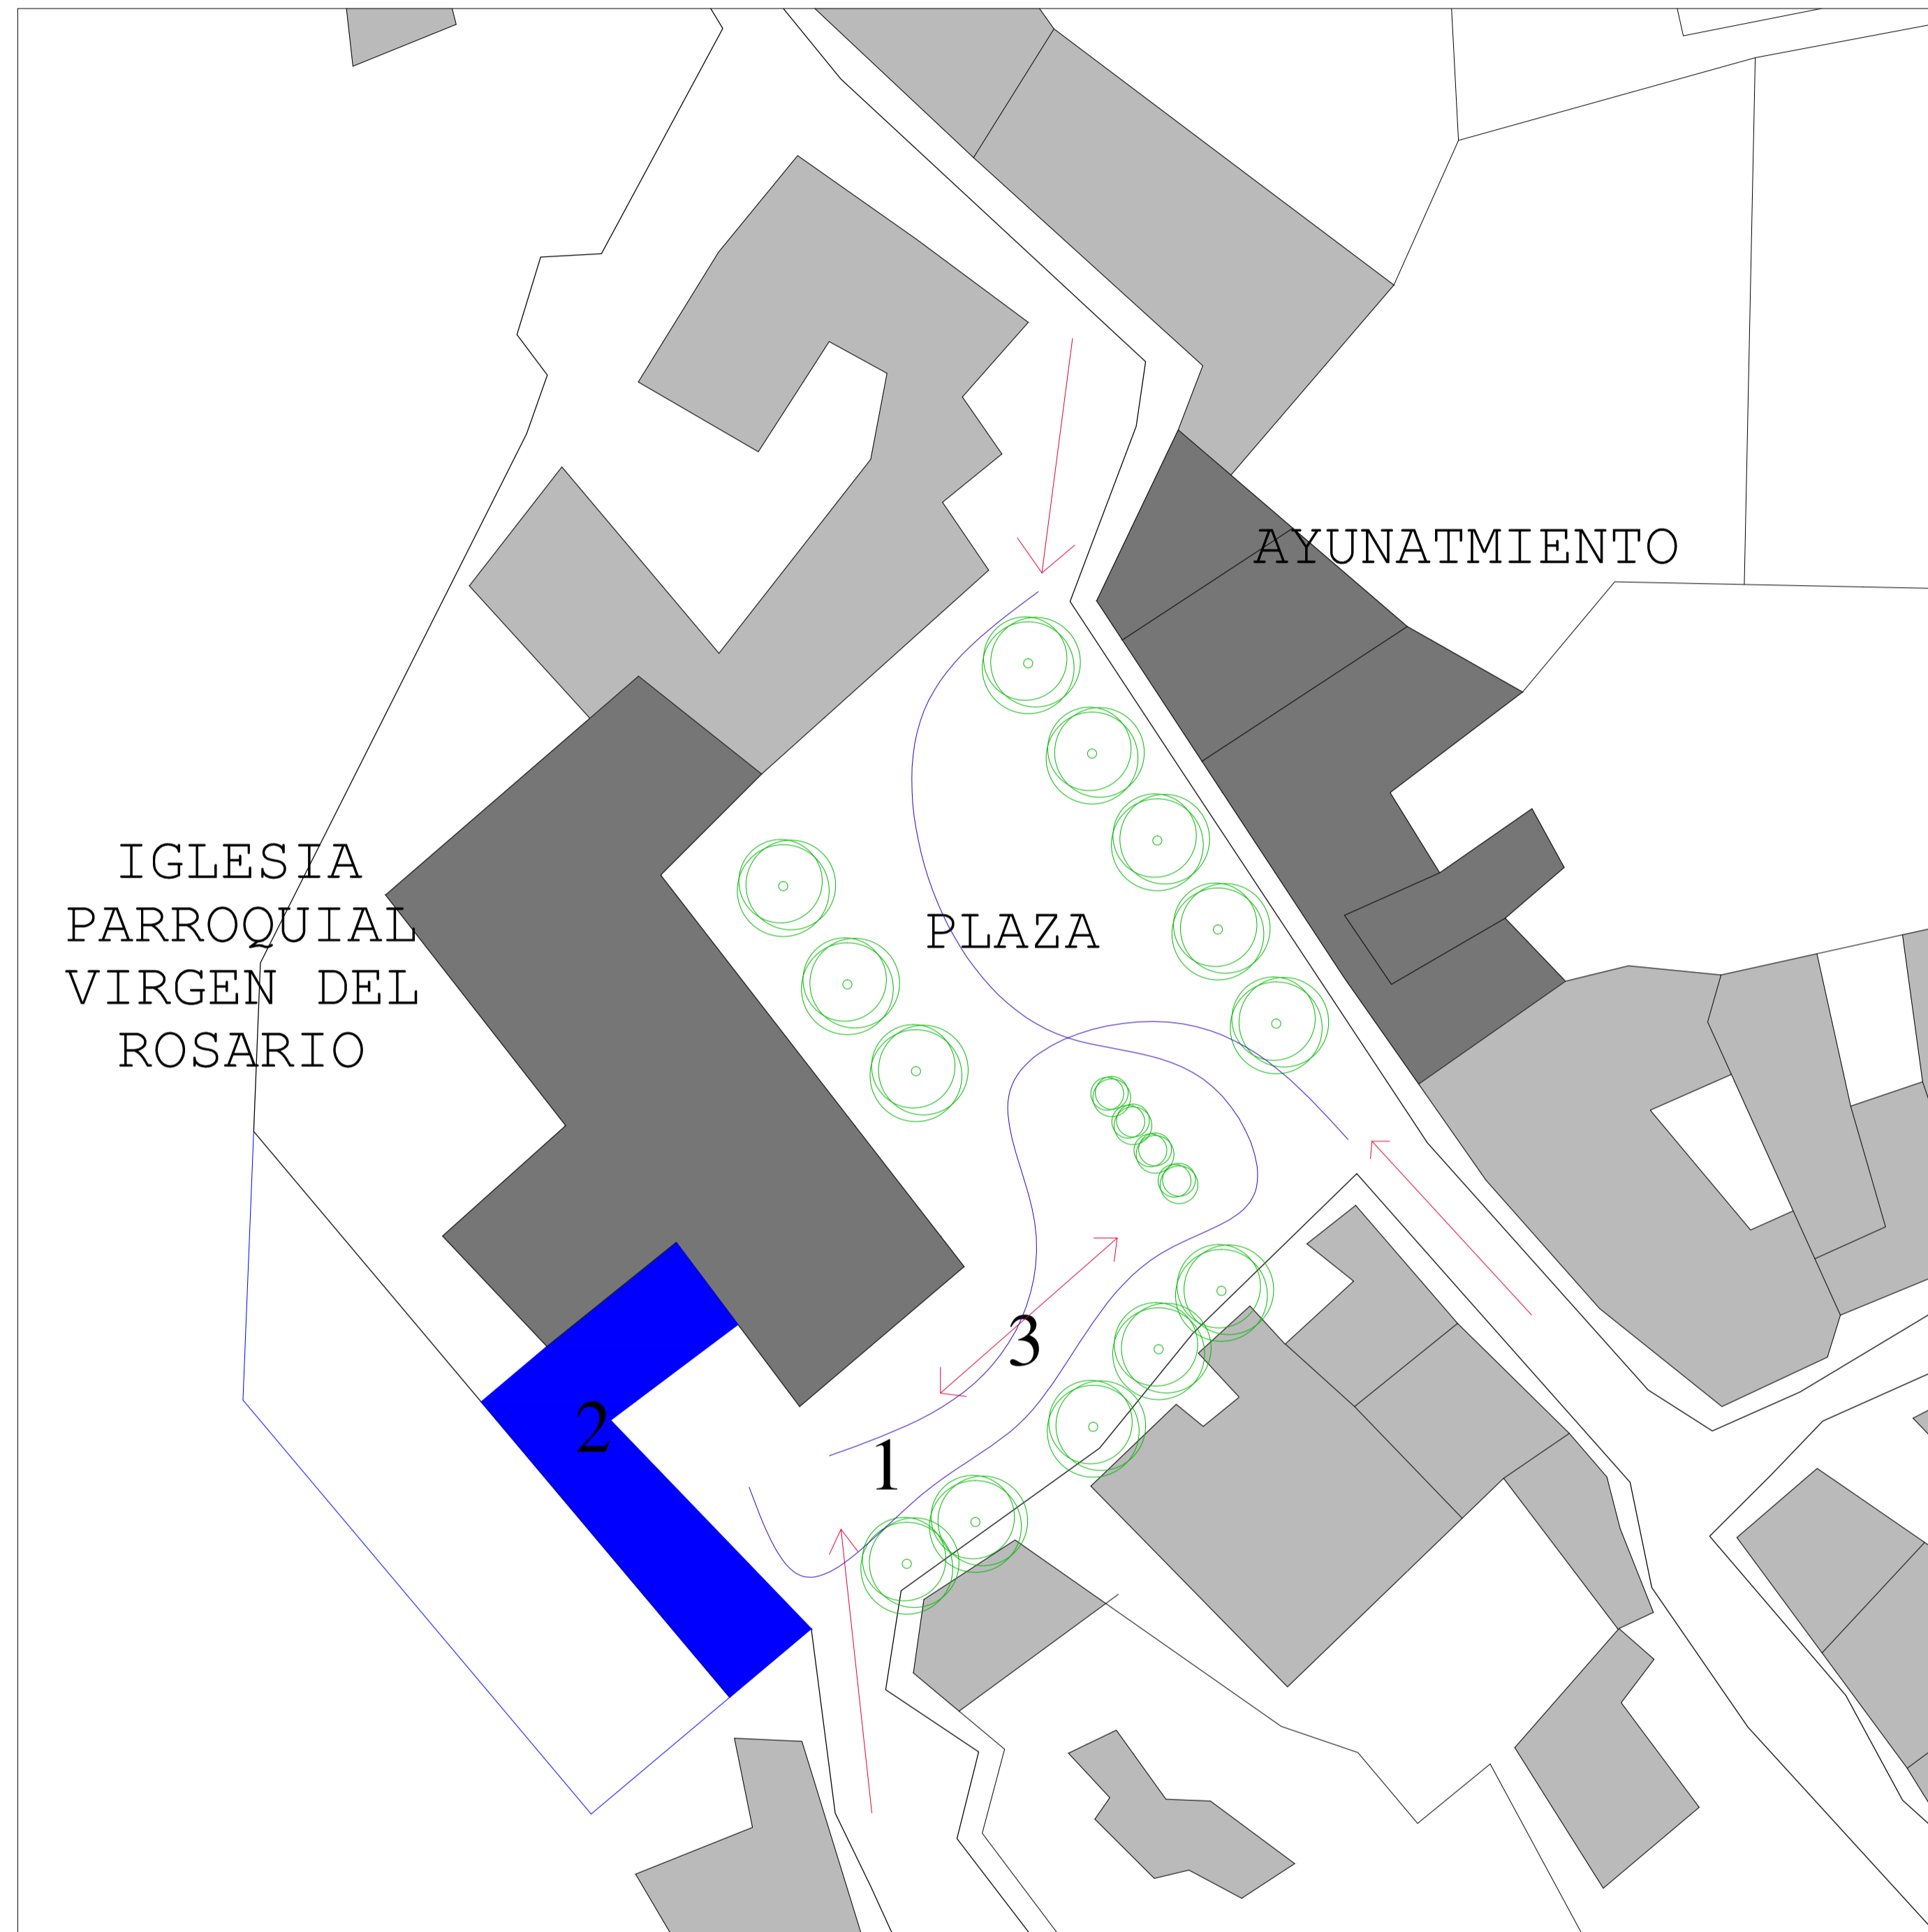 AYUNATMIENTO
IGLESIA
PARROQUIAL
VIRGEN DEL
ROSARIO
PLAZA
3
2
1